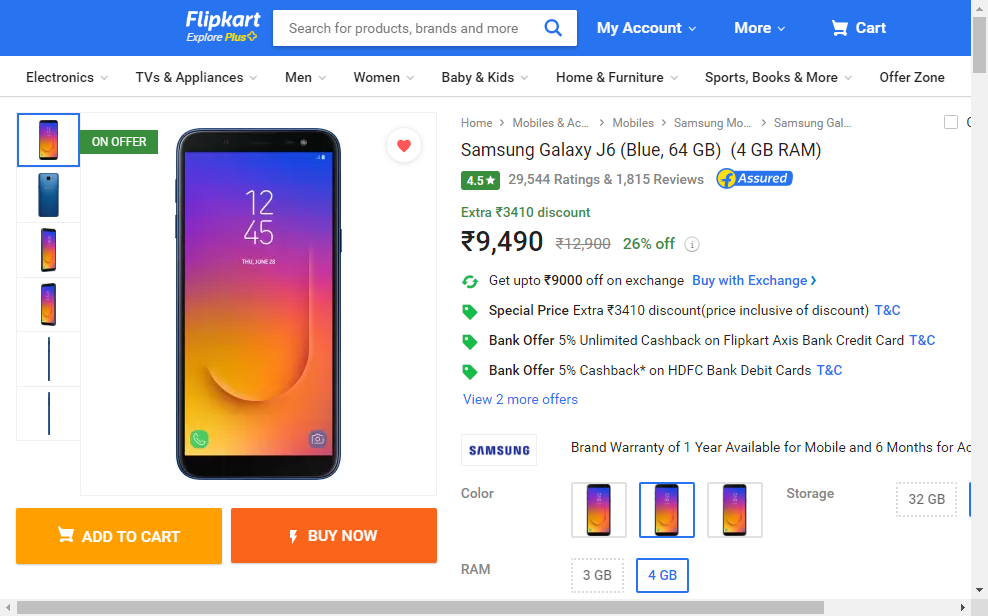 Flipkart
Explore Plus
Search for products, brands and more
My Account
More
Cart
Electronics
TVs & Appliances
Men
Women
Baby & Kids
Home & Furniture
Sports, Books & More
Offer Zone
ON OFFER
12
45
THU, JUNE 28
ADD TO CART
BUY NOW
Home > Mobiles & Ac... > Mobiles > Samsung Mo... > Samsung Gal...
Samsung Galaxy J6 (Blue, 64 GB) (4 GB RAM)
4.5★ 29,544 Ratings & 1,815 Reviews
Assured
Extra ₹3410 discount
₹9,490 ₹12,900 26% off
Get upto ₹9000 off on exchange Buy with Exchange
Special Price Extra ₹3410 discount(price inclusive of discount) T&C
Bank Offer 5% Unlimited Cashback on Flipkart Axis Bank Credit Card T&C
Bank Offer 5% Cashback* on HDFC Bank Debit Cards T&C
View 2 more offers
SAMSUNG
Brand Warranty of 1 Year Available for Mobile and 6 Months for Ac
Color
Storage
32 GB
RAM
3 GB
4 GB